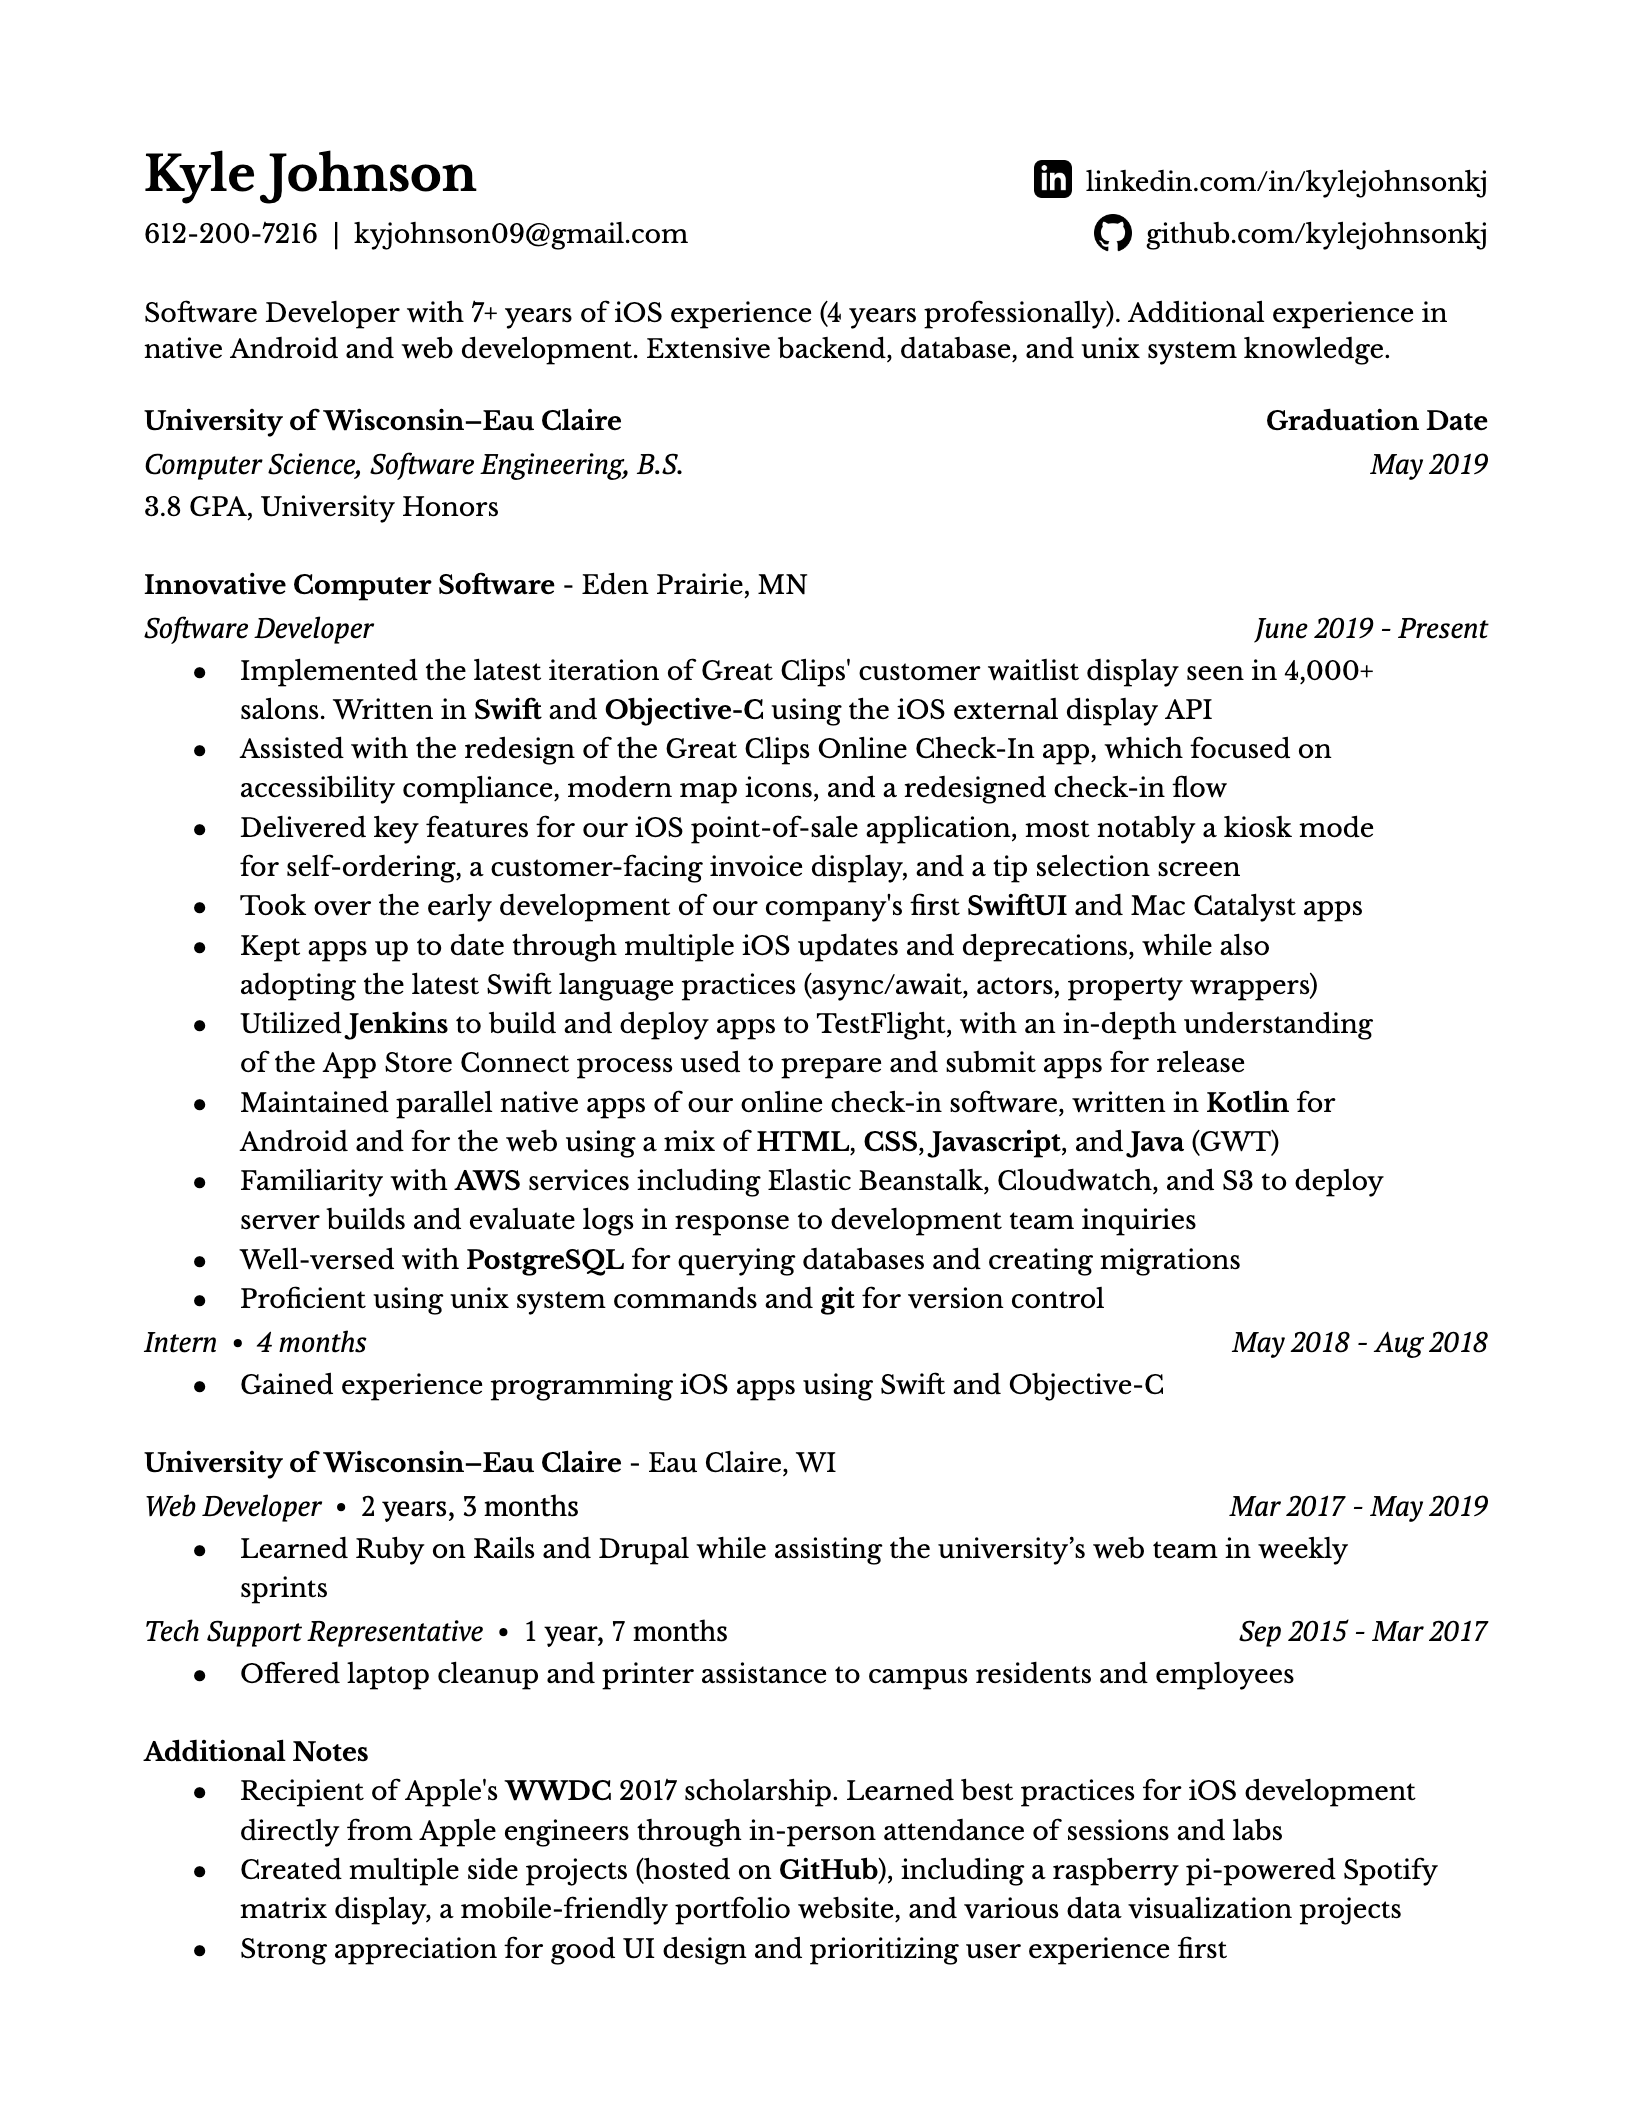 Kyle Johnson
linkedin.com/in/kylejohnsonkj
612-200-7216 | kyjohnson09@gmail.com
github.com/kylejohnsonkj
Software Developer with 7+ years of iOS experience (4 years professionally). Additional experience in
native Android and web development. Extensive backend, database, and unix system knowledge.
University of Wisconsin–Eau Claire Graduation Date
Computer Science, Software Engineering, B.S. May 2019
3.8 GPA, University Honors
Innovative Computer Software - Eden Prairie, MN
Software Developer June 2019 - Present
● Implemented the latest iteration of Great Clips' customer waitlist display seen in 4,000+
salons. Written in Swift and Objective-C using the iOS external display API
● Assisted with the redesign of the Great Clips Online Check-In app, which focused on
accessibility compliance, modern map icons, and a redesigned check-in flow
● Delivered key features for our iOS point-of-sale application, most notably a kiosk mode
for self-ordering, a customer-facing invoice display, and a tip selection screen
● Took over the early development of our company's first SwiftUI and Mac Catalyst apps
● Kept apps up to date through multiple iOS updates and deprecations, while also
adopting the latest Swift language practices (async/await, actors, property wrappers)
● Utilized Jenkins to build and deploy apps to TestFlight, with an in-depth understanding
of the App Store Connect process used to prepare and submit apps for release
● Maintained parallel native apps of our online check-in software, written in Kotlin for
Android and for the web using a mix of HTML, CSS, Javascript, and Java (GWT)
● Familiarity with AWS services including Elastic Beanstalk, Cloudwatch, and S3 to deploy
server builds and evaluate logs in response to development team inquiries
● Well-versed with PostgreSQL for querying databases and creating migrations
● Proficient using unix system commands and git for version control
Intern • 4 months May 2018 - Aug 2018
● Gained experience programming iOS apps using Swift and Objective-C
University of Wisconsin–Eau Claire - Eau Claire, WI
Web Developer • 2 years, 3 months Mar 2017 - May 2019
● Learned Ruby on Rails and Drupal while assisting the university’s web team in weekly
sprints
Tech Support Representative • 1 year, 7 months Sep 2015 - Mar 2017
● Offered laptop cleanup and printer assistance to campus residents and employees
Additional Notes
● Recipient of Apple's WWDC 2017 scholarship. Learned best practices for iOS development
directly from Apple engineers through in-person attendance of sessions and labs
● Created multiple side projects (hosted on GitHub), including a raspberry pi-powered Spotify
matrix display, a mobile-friendly portfolio website, and various data visualization projects
● Strong appreciation for good UI design and prioritizing user experience first